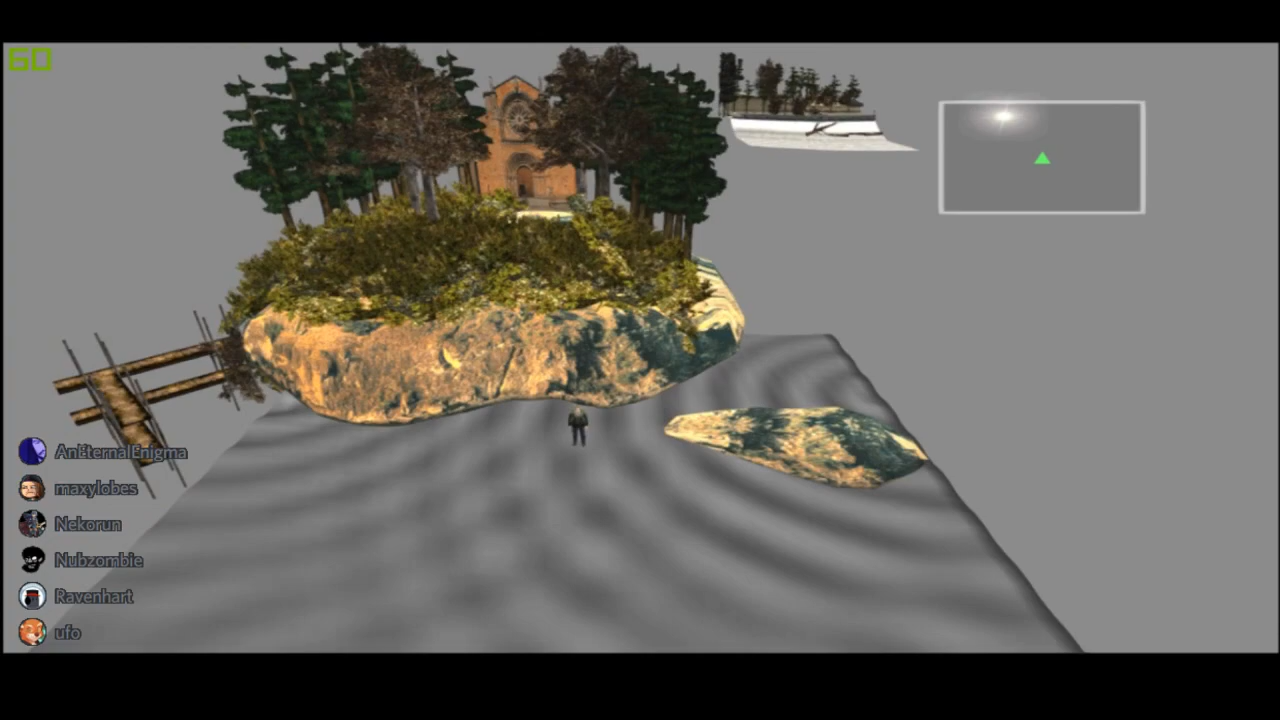 60
AnEternalEnigma
maxylobes
Nekorun
Nubzombie
Ravenhart
ufo